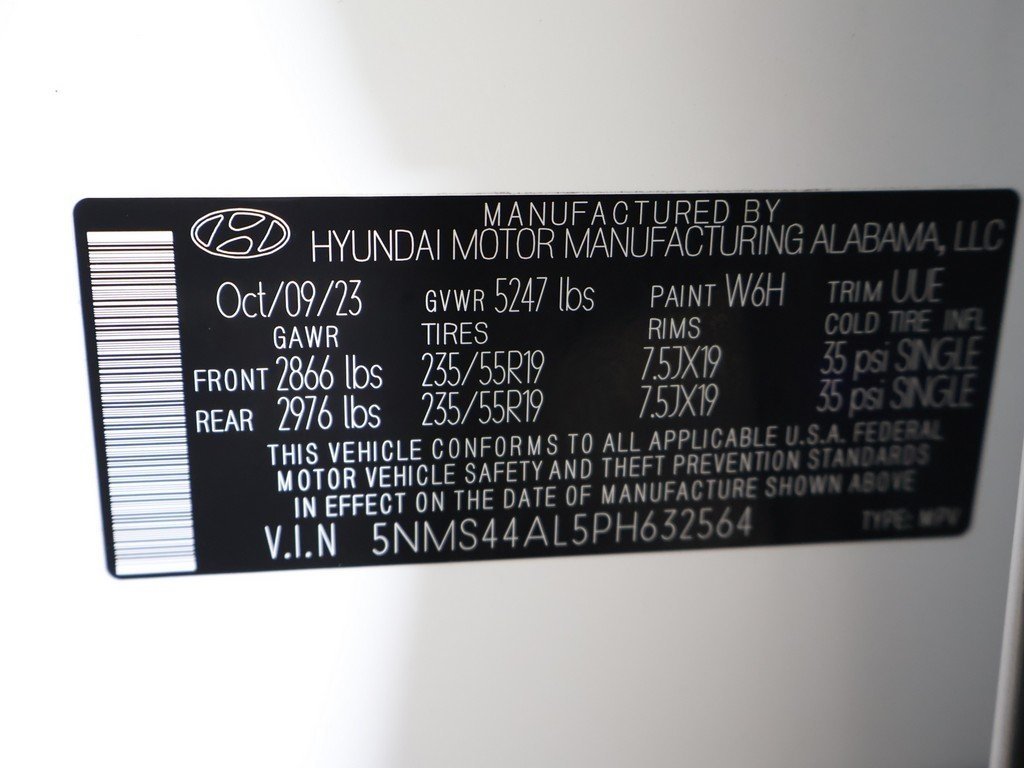 MANUFACTURED BY
HYUNDAI MOTOR MANUFACTURING ALABAMA, LLC
Oct/09/23 GVWR 5247 lbs PAINT W6H TRIM UUE
GAWR TIRES RIMS COLD TIRE INFL
FRONT 2866 lbs 235/55R19 7.5JX19 35 psi SINGLE
REAR 2976 lbs 235/55R19 7.5JX19 35 psi SINGLE
THIS VEHICLE CONFORMS TO ALL APPLICABLE U.S.A. FEDERAL
MOTOR VEHICLE SAFETY AND THEFT PREVENTION STANDARDS
IN EFFECT ON THE DATE OF MANUFACTURE SHOWN ABOVE
V.I.N 5NMS44AL5PH632564 TYPE: MPV